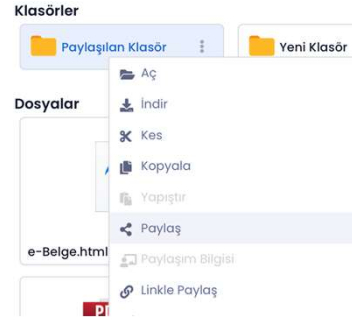 Klasörler
Paylaşılan Klasör
Yeni Klasör
Aç
Dosyalar
İndir
Kes
Kopyala
Yapıştır
Paylaş
e-Belge.html
Paylaşım Bilgisi
Linkle Paylaş